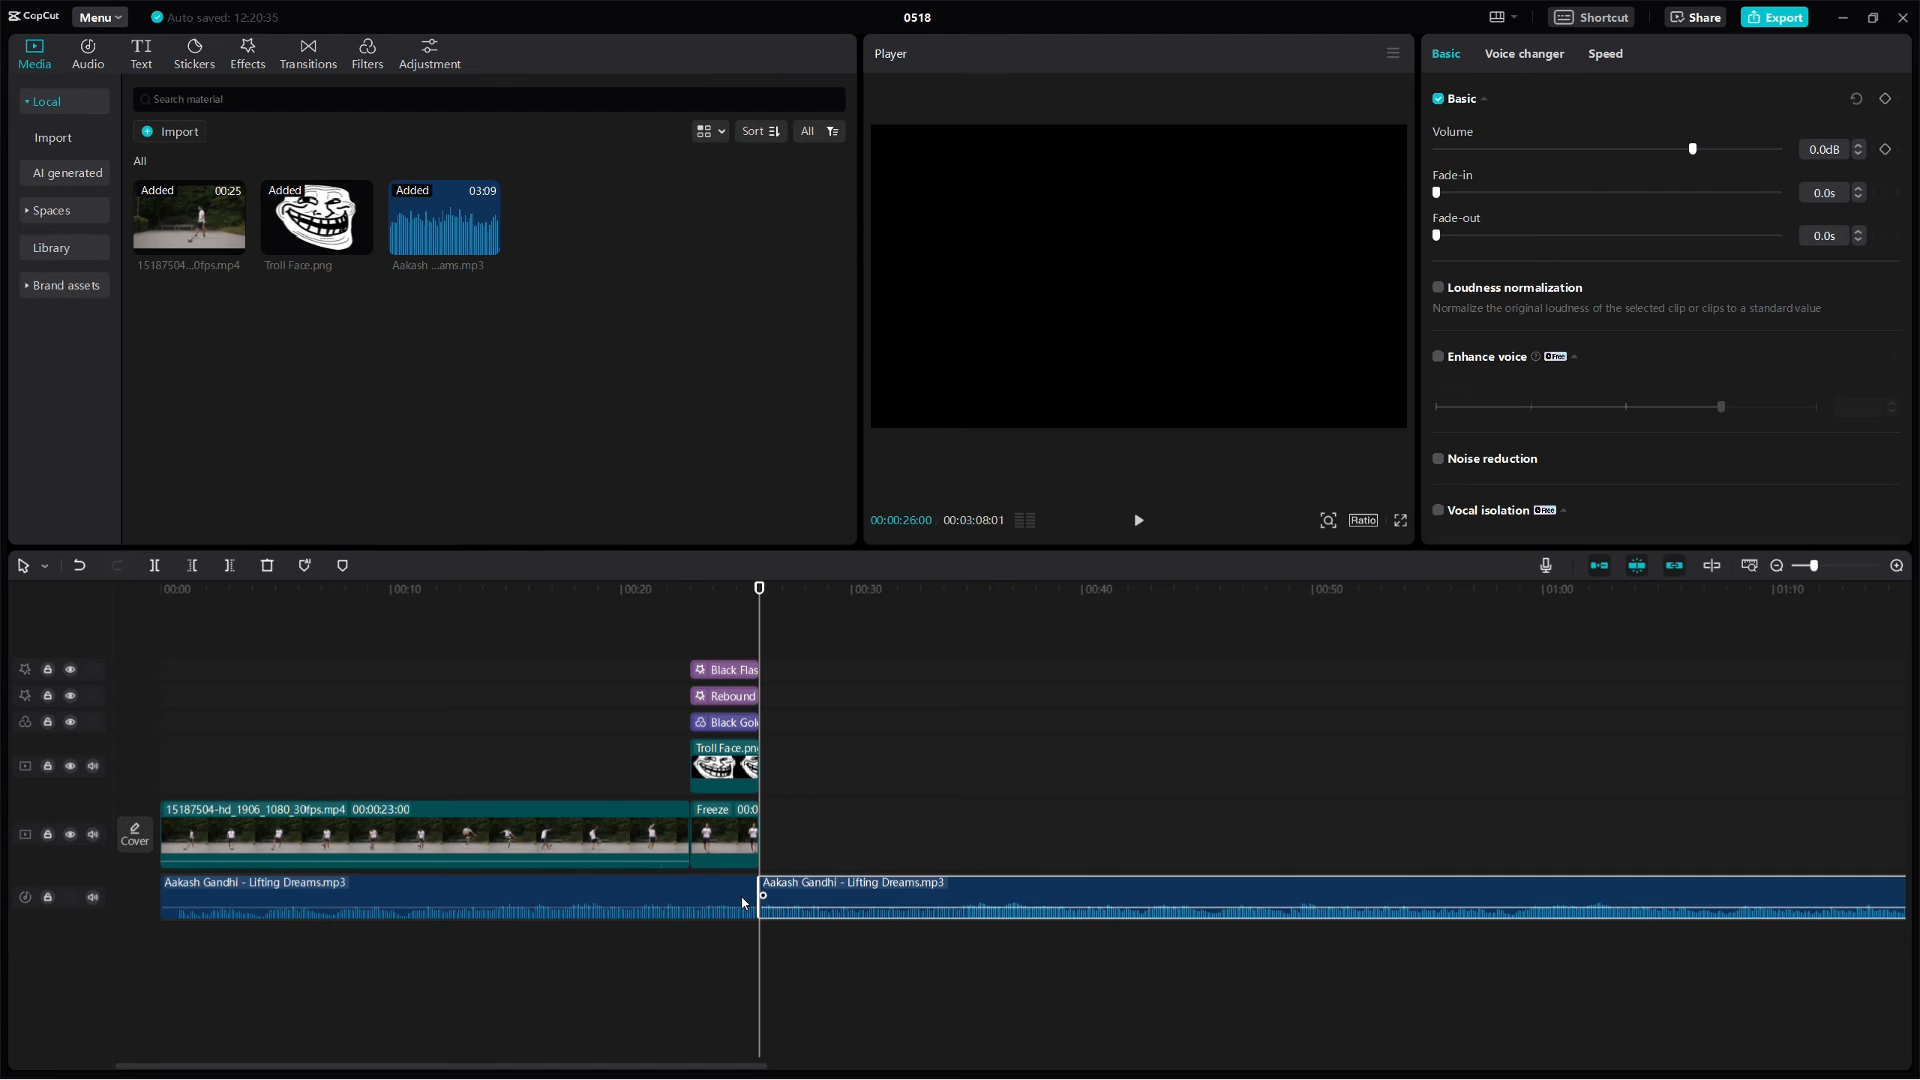 CapCut Menu Auto saved: 12:20:35 0518 Shortcut Share Export
Media Audio Text Stickers Effects Transitions Filters Adjustment
Player
Basic Voice changer Speed
Local
Import
AI generated
Spaces
Library
Brand assets
Search material
Import Sort All
All
Added 00:25
Added
Added 03:09
15187504...0fps.mp4 Troll Face.png Aakash ...ams.mp3
00:00:26:00 / 00:03:08:01 Ratio
Basic
Volume
0.0dB
Fade-in
0.0s
Fade-out
0.0s
Loudness normalization
Normalize the original loudness of the selected clip or clips to a standard value
Enhance voice Free
Noise reduction
Vocal isolation Free
00:00 00:10 00:20 00:30 00:40 00:50 01:00 01:10
Black Flas
Rebound
Black Gol
Troll Face.pn
15187504-hd_1906_1080_30fps.mp4 00:00:23:00 Freeze 00:0
Cover
Aakash Gandhi - Lifting Dreams.mp3 Aakash Gandhi - Lifting Dreams.mp3